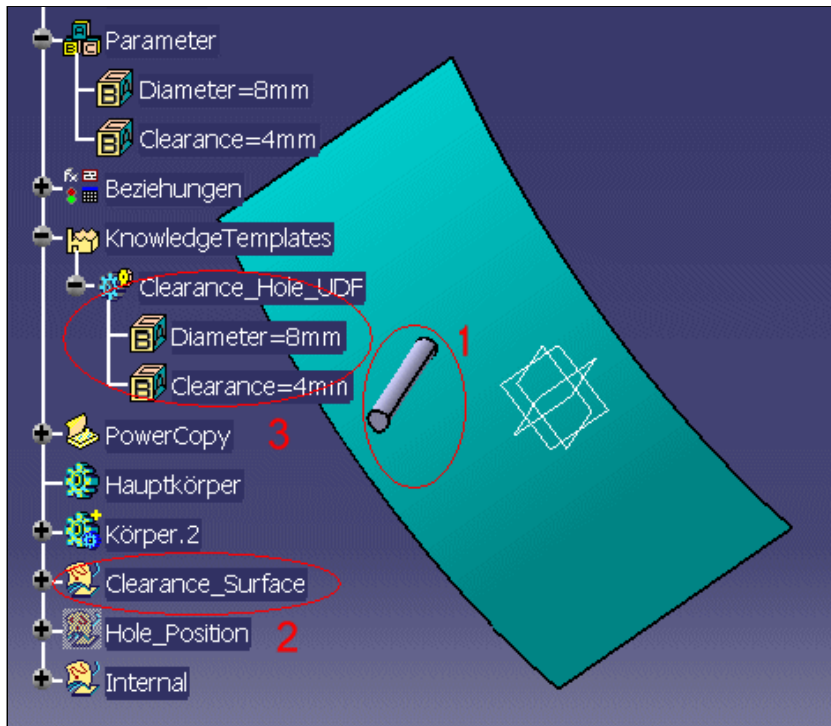 Parameter
Diameter=8mm
Clearance=4mm
Beziehungen
KnowledgeTemplates
Clearance_Hole_UDF
Diameter=8mm
1
Clearance=4mm
PowerCopy
3
Hauptkörper
Körper.2
Clearance_Surface
Hole_Position
2
Internal